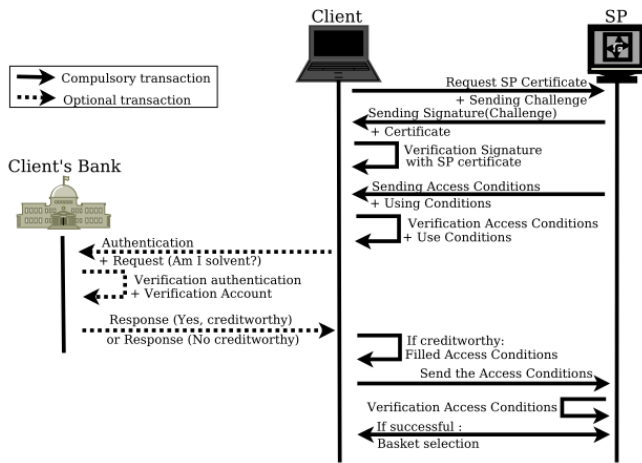 Client
SP
Compulsory transaction
Optional transaction
Request SP Certificate
+ Sending Challenge
Sending Signature(Challenge)
+ Certificate
Verification Signature
with SP certificate
Client's Bank
Sending Access Conditions
+ Using Conditions
Verification Access Conditions
+ Use Conditions
Authentication
+ Request (Am I solvent?)
Verification authentication
+ Verification Account
Response (Yes, creditworthy)
or Response (No creditworthy)
If creditworthy:
Filled Access Conditions
Send the Access Conditions
Verification Access Conditions
If successful :
Basket selection